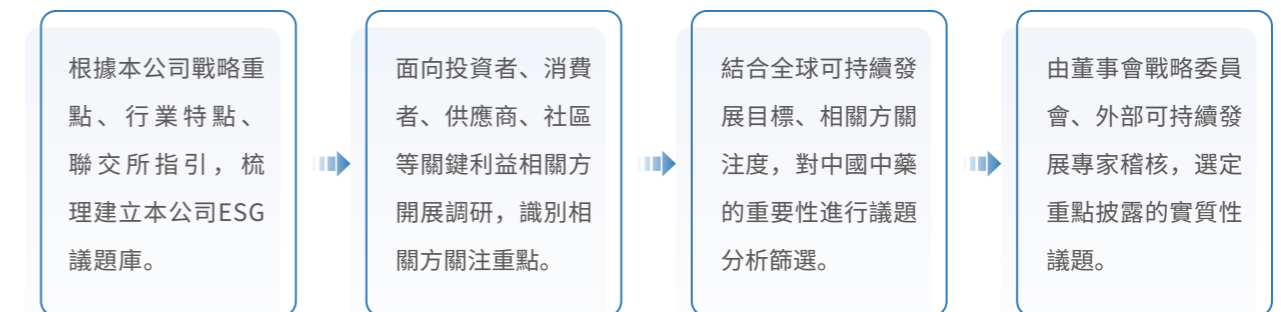 根據本公司戰略重
點、行業特點、
聯交所指引，梳
理建立本公司ESG
議題庫。
面向投資者、消費
者、供應商、社區
等關鍵利益相關方
開展調研，識別相
關方關注重點。
結合全球可持續發
展目標、相關方關
注度，對中國中藥
的重要性進行議題
分析篩選。
由董事會戰略委員
會、外部可持續發
展專家稽核，選定
重點披露的實質性
議題。